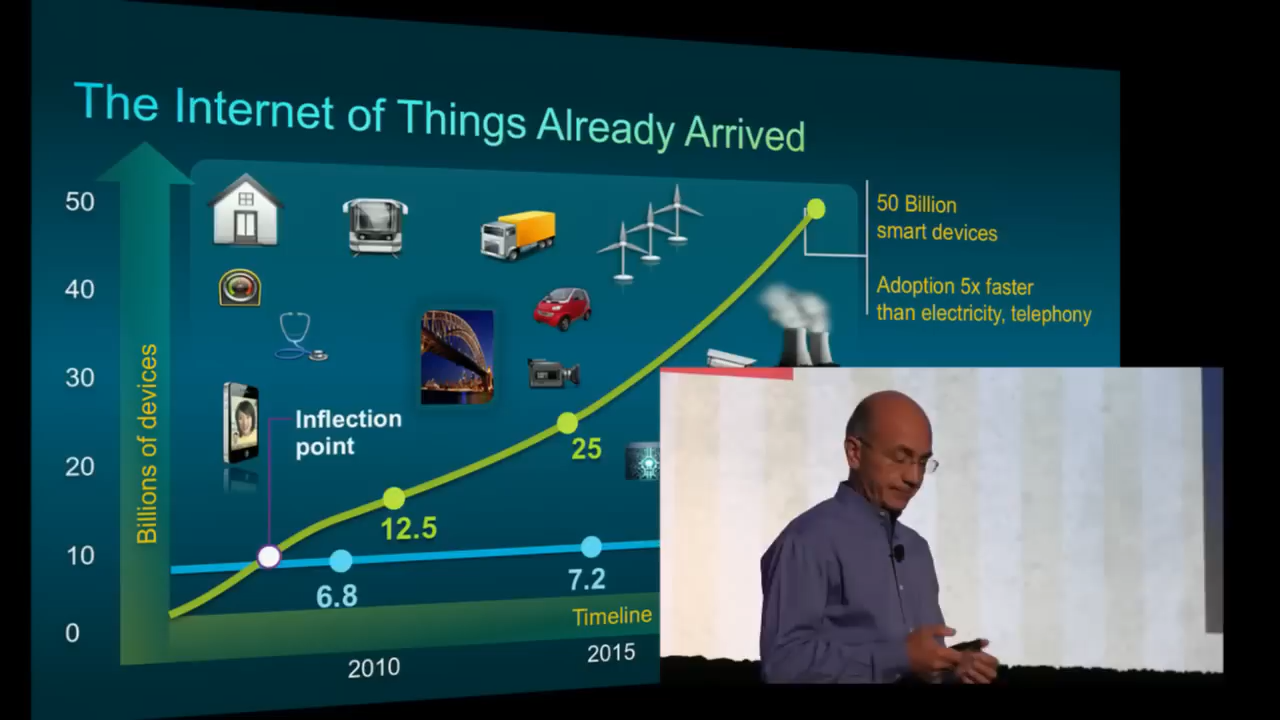 The Internet of Things Already Arrived
50
40
30
20
10
0
Billions of devices
Inflection
point
12.5
25
6.8
7.2
Timeline
2010
2015
50 Billion
smart devices
Adoption 5x faster
than electricity, telephony